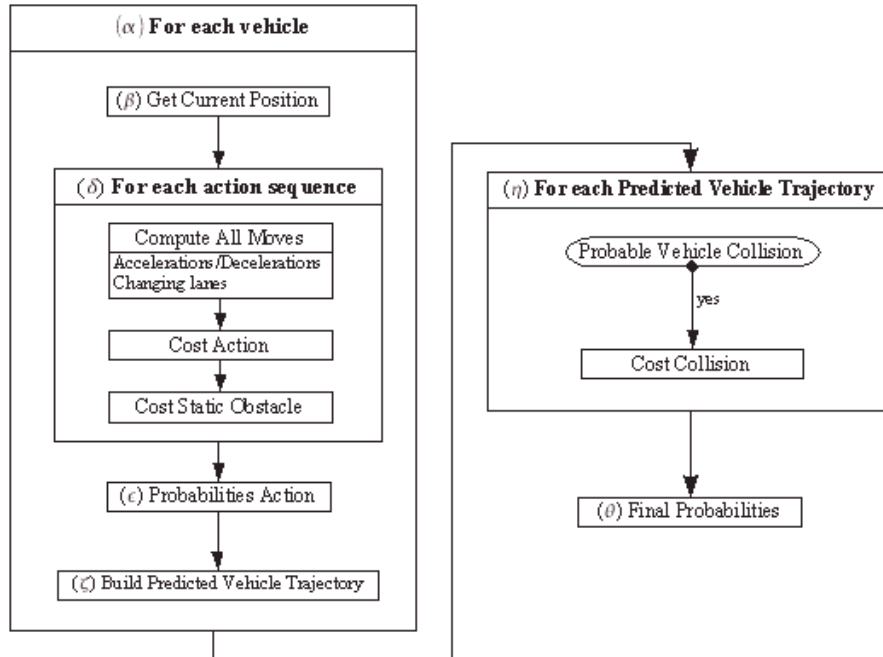 (α) For each vehicle
(β) Get Current Position
(δ) For each action sequence
Compute All Moves
Accelerations/Decelerations
Changing lanes
Cost Action
Cost Static Obstacle
(ϵ) Probabilities Action
(ζ) Build Predicted Vehicle Trajectory
(η) For each Predicted Vehicle Trajectory
Probable Vehicle Collision
yes
Cost Collision
(θ) Final Probabilities